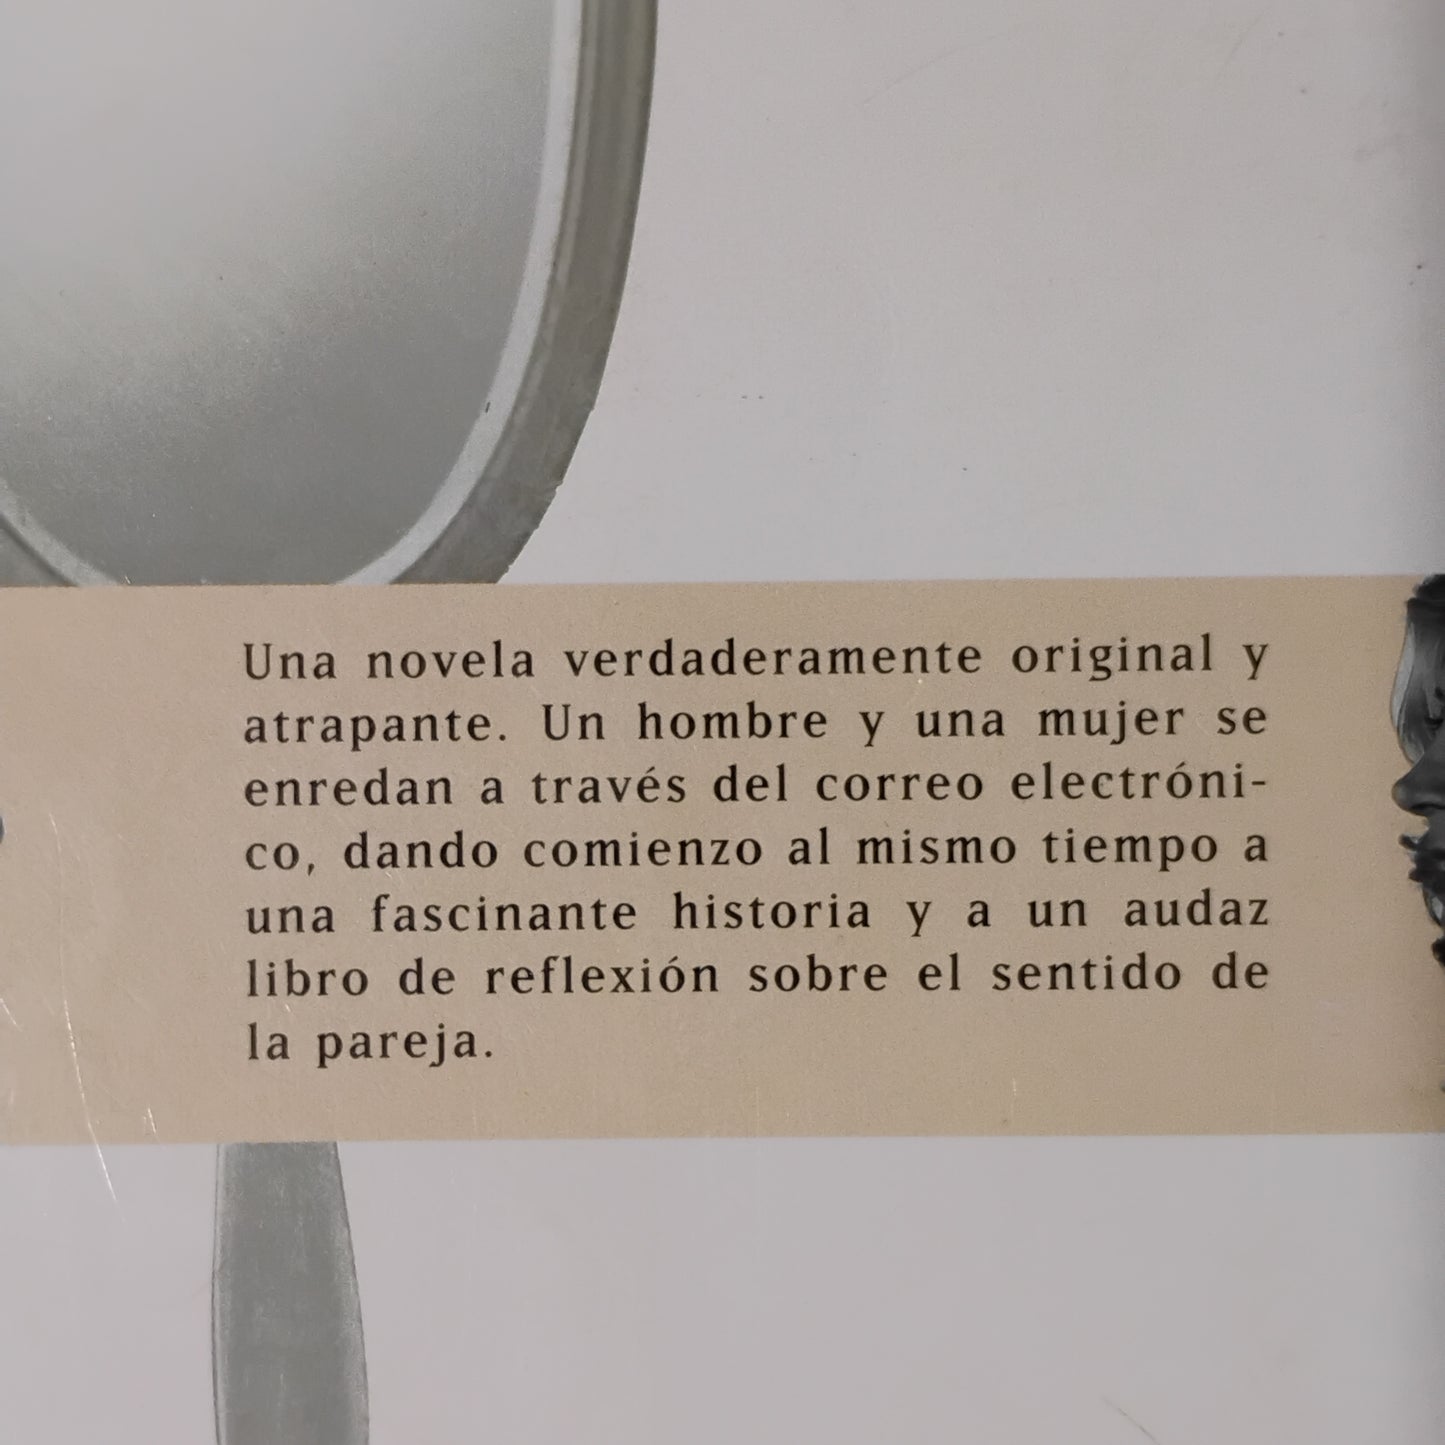 Una novela verdaderamente original y
atrapante. Un hombre y una mujer se
enredan a través del correo electróni-
co, dando comienzo al mismo tiempo a
una fascinante historia y a un audaz
libro de reflexión sobre el sentido de
la pareja.